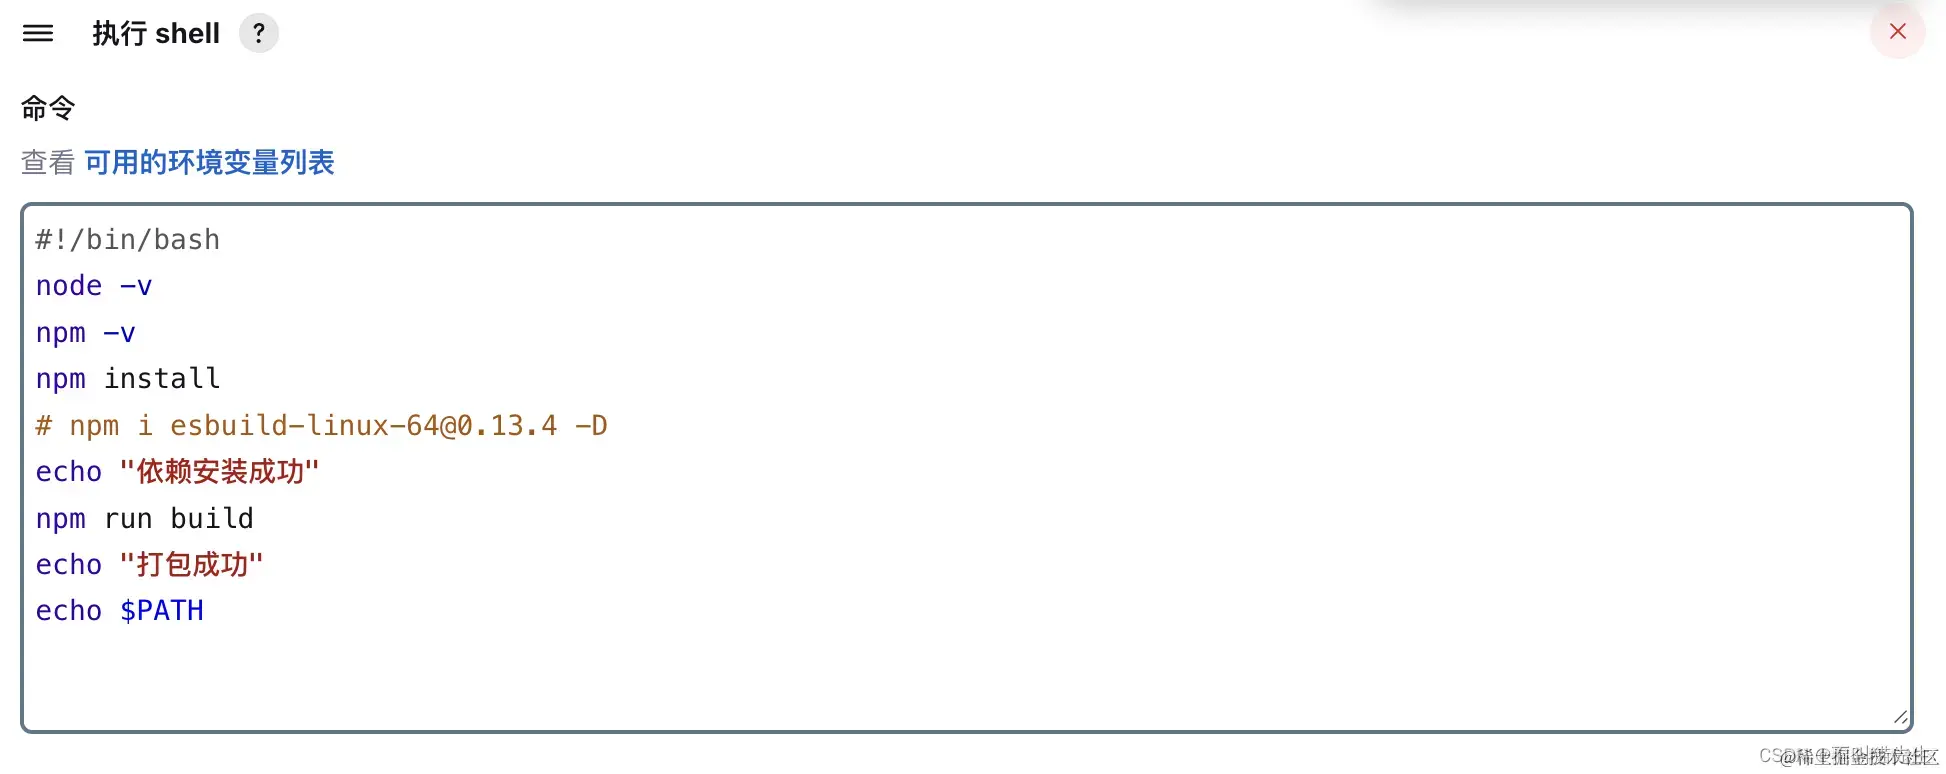 执行 shell ?
命令
查看 可用的环境变量列表
#!/bin/bash
node -v
npm -v
npm install
# npm i esbuild-linux-64@0.13.4 -D
echo "依赖安装成功"
npm run build
echo "打包成功"
echo $PATH
@稀土掘金技术社区